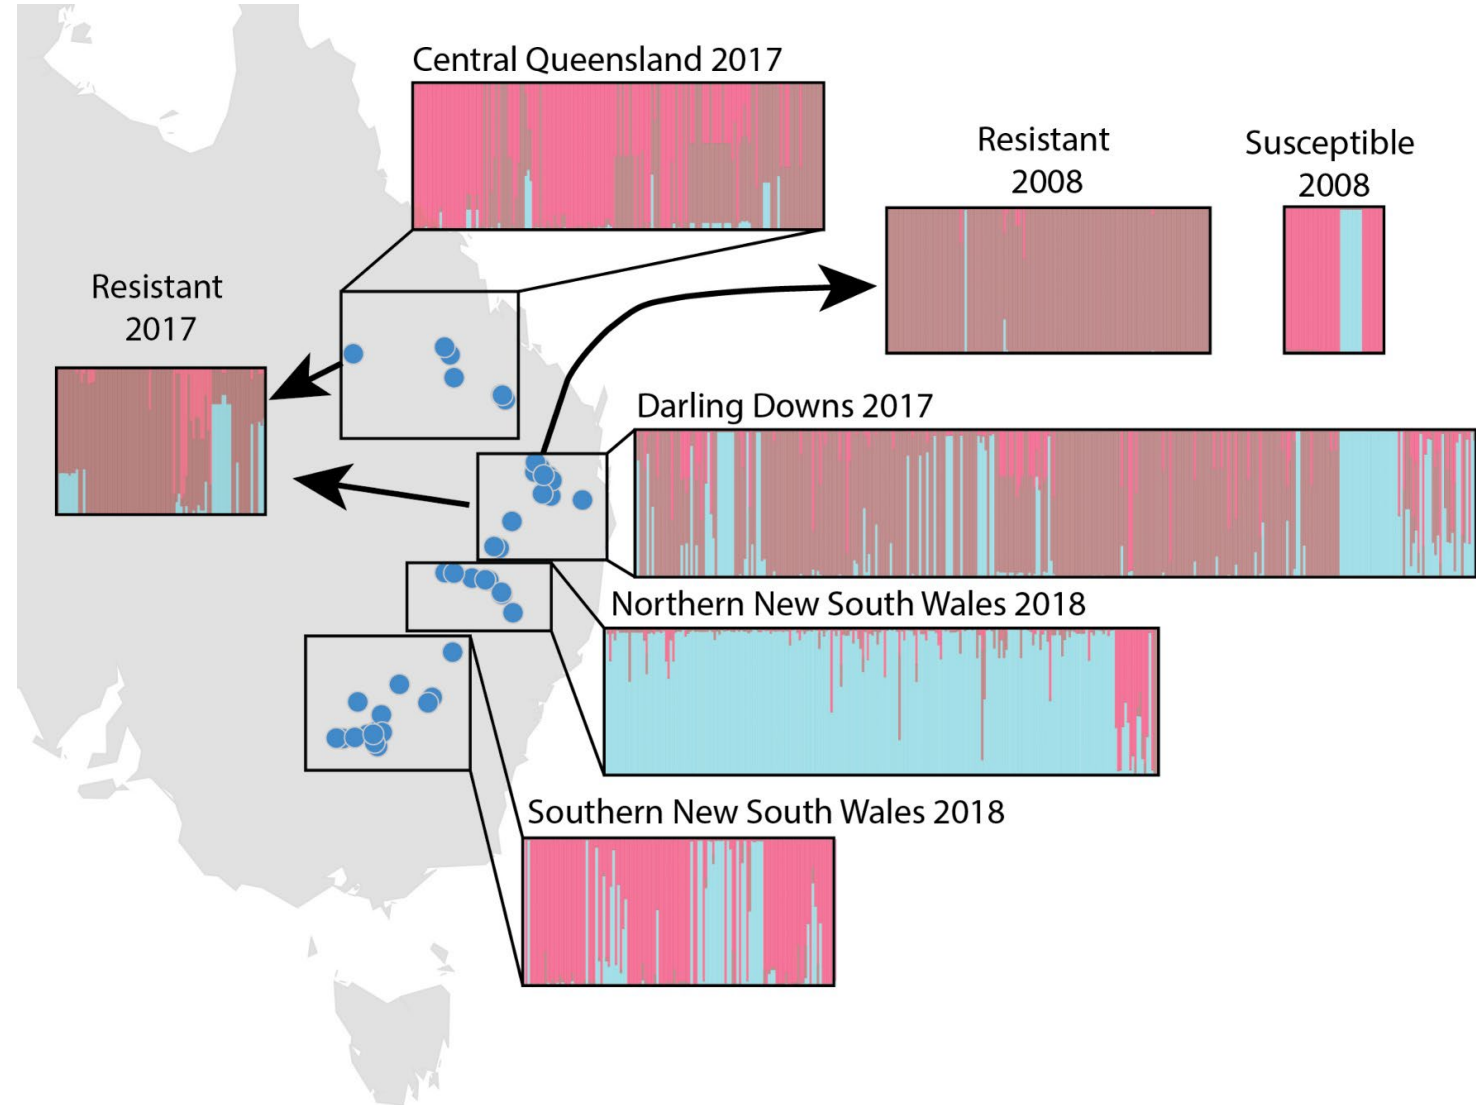 Central Queensland 2017
Resistant
2008
Susceptible
2008
Resistant
2017
Darling Downs 2017
Northern New South Wales 2018
Southern New South Wales 2018